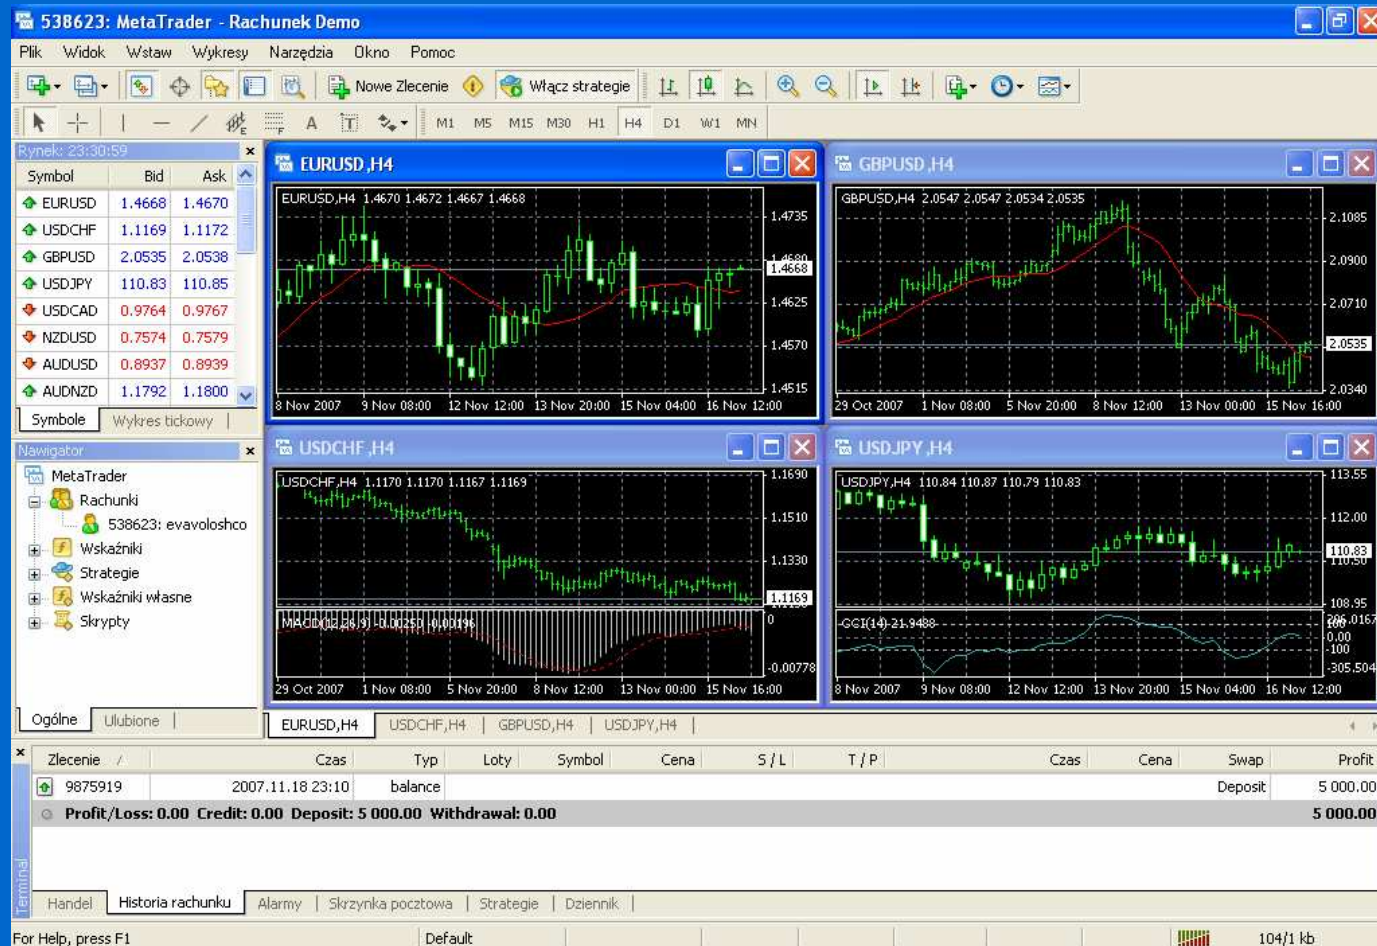 538623: MetaTrader - Rachunek Demo
Plik Widok Wstaw Wykresy Narzędzia Okno Pomoc
Nowe Zlecenie Włącz strategie
E F A T M1 M5 M15 M30 H1 H4 D1 W1 MN
Rynek: 23:30:59
Symbol Bid Ask
EURUSD 1.4668 1.4670
USDCHF 1.1169 1.1172
GBPUSD 2.0535 2.0538
USDJPY 110.83 110.85
USDCAD 0.9764 0.9767
NZDUSD 0.7574 0.7579
AUDUSD 0.8937 0.8939
AUDNZD 1.1792 1.1800
Symbole Wykres tickowy
Nawigator
MetaTrader
Rachunki
538623: evavoloshco
Wskaźniki
Strategie
Wskaźniki własne
Skrypty
Ogólne Ulubione
EURUSD,H4
EURUSD,H4 1.4670 1.4672 1.4667 1.4668
1.4735
1.4680
1.4668
1.4625
1.4570
1.4515
8 Nov 2007 9 Nov 08:00 12 Nov 12:00 13 Nov 20:00 15 Nov 04:00 16 Nov 12:00
GBPUSD,H4
GBPUSD,H4 2.0547 2.0547 2.0534 2.0535
2.1085
2.0900
2.0710
2.0535
2.0340
29 Oct 2007 1 Nov 08:00 5 Nov 20:00 8 Nov 12:00 13 Nov 00:00 15 Nov 16:00
USDCHF,H4
USDCHF,H4 1.1170 1.1170 1.1167 1.1169
1.1690
1.1510
1.1330
1.1169
MACD(12,26,9) -0.00250 -0.00196
0
-0.00778
29 Oct 2007 1 Nov 08:00 5 Nov 20:00 8 Nov 12:00 13 Nov 00:00 15 Nov 16:00
USDJPY,H4
USDJPY,H4 110.84 110.87 110.79 110.83
113.55
112.00
110.83
110.50
108.95
CCI(14) 21.9488
0.00
-100
-305.504
8 Nov 2007 9 Nov 08:00 12 Nov 12:00 13 Nov 20:00 15 Nov 04:00 16 Nov 12:00
EURUSD,H4 USDCHF,H4 GBPUSD,H4 USDJPY,H4
Zlecenie / Czas Typ Loty Symbol Cena S / L T / P Czas Cena Swap Profit
9875919 2007.11.18 23:10 balance Deposit 5 000.00
Profit/Loss: 0.00 Credit: 0.00 Deposit: 5 000.00 Withdrawal: 0.00 5 000.00
Terminal
Handel Historia rachunku Alarmy Skrzynka pocztowa Strategie Dziennik
For Help, press F1 Default 104/1 kb